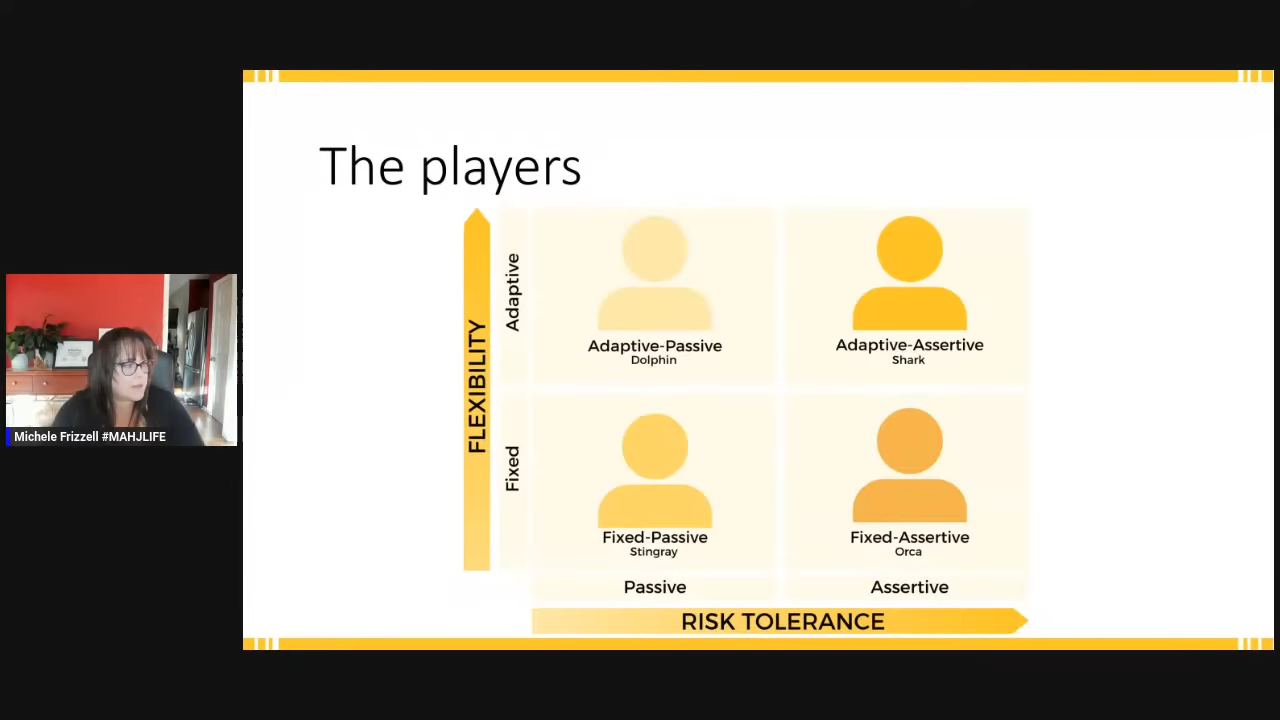 The players
FLEXIBILITY
Adaptive
Adaptive-Passive
Dolphin
Adaptive-Assertive
Shark
Fixed
Fixed-Passive
Stingray
Fixed-Assertive
Orca
Passive
Assertive
RISK TOLERANCE
Michele Frizzell #MAHJLIFE